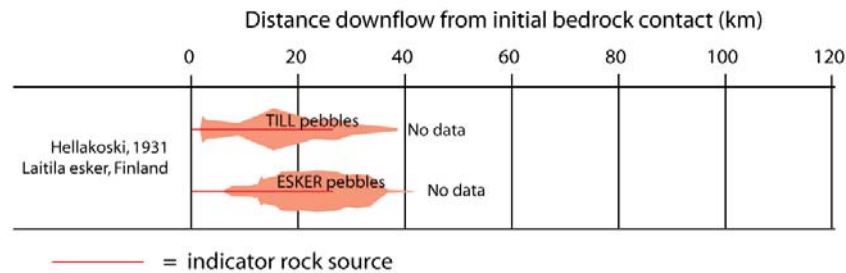 Distance downflow from initial bedrock contact (km)
0 20 40 60 80 100 120
Hellakoski, 1931
Laitila esker, Finland
TILL pebbles
No data
ESKER pebbles
No data
= indicator rock source